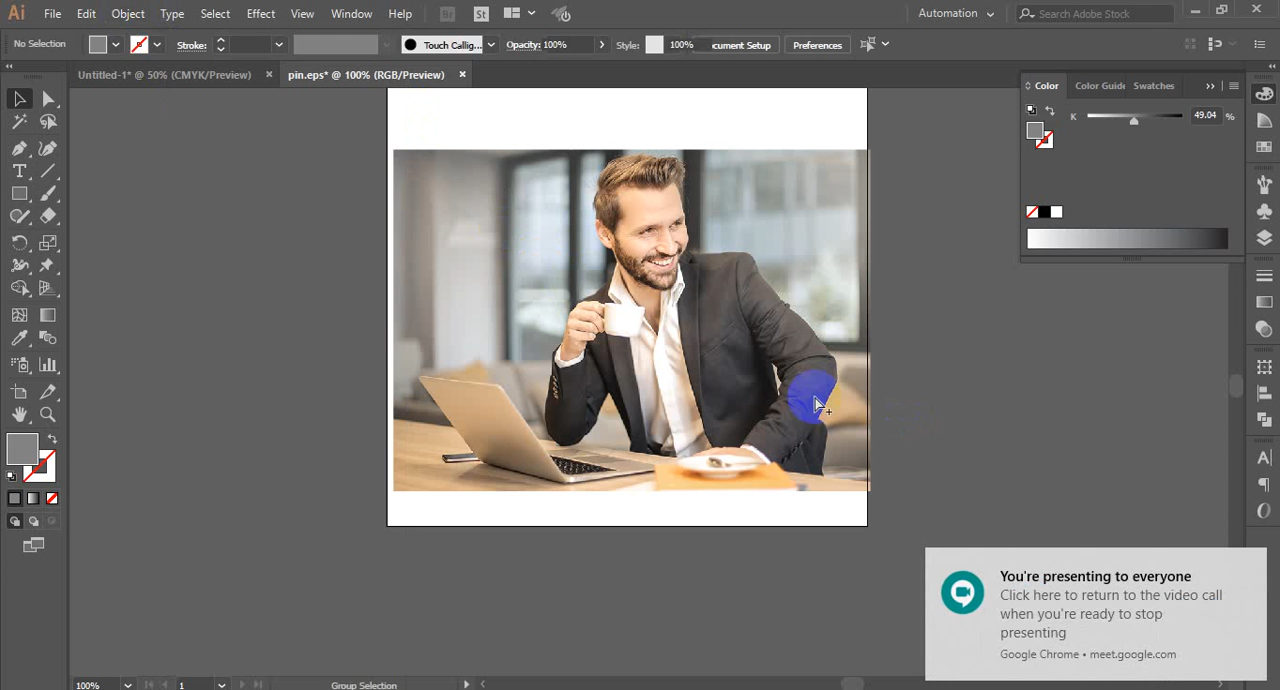 Ai File Edit Object Type Select Effect View Window Help Br St Automation Search Adobe Stock
No Selection Stroke: Touch Callig... Opacity: 100% Style: 100% cument Setup Preferences
Untitled-1* @ 50% (CMYK/Preview) × pin.eps* @ 100% (RGB/Preview) ×
Color Color Guide Swatches
K 49.04 %
You're presenting to everyone
Click here to return to the video call
when you're ready to stop
presenting
Google Chrome • meet.google.com
100% 1 Group Selection